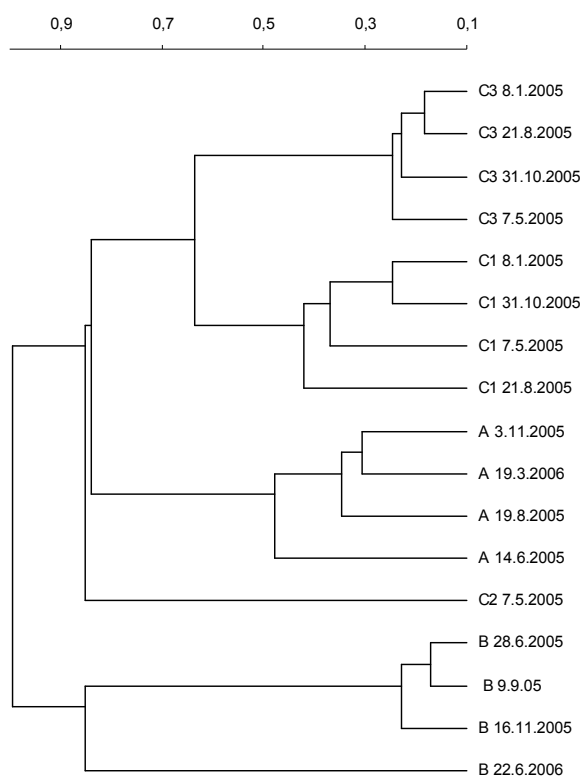 0,9 0,7 0,5 0,3 0,1
C3 8.1.2005
C3 21.8.2005
C3 31.10.2005
C3 7.5.2005
C1 8.1.2005
C1 31.10.2005
C1 7.5.2005
C1 21.8.2005
A 3.11.2005
A 19.3.2006
A 19.8.2005
A 14.6.2005
C2 7.5.2005
B 28.6.2005
B 9.9.05
B 16.11.2005
B 22.6.2006